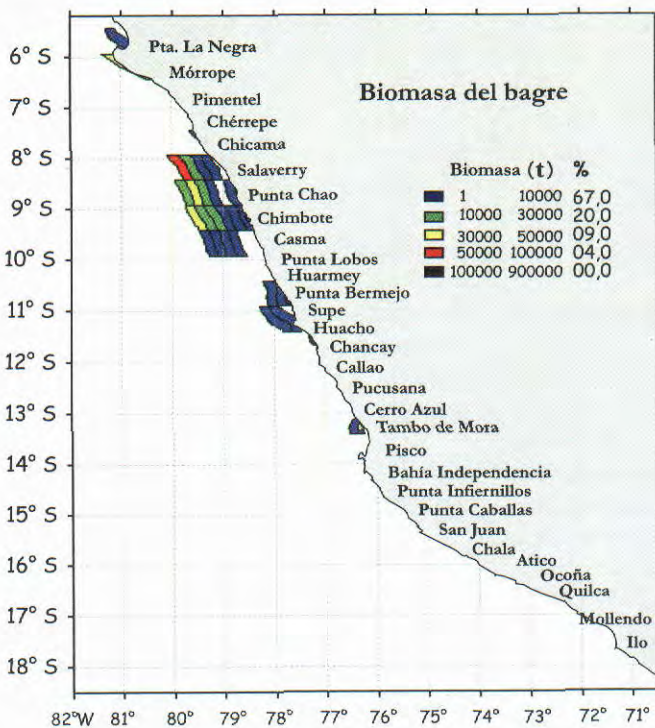 Biomasa del bagre
Biomasa (t) %
1 10000 67,0
10000 30000 20,0
30000 50000 09,0
50000 100000 04,0
100000 900000 00,0
Pta. La Negra
Mórrope
Pimentel
Chérrepe
Chicama
Salaverry
Punta Chao
Chimbote
Casma
Punta Lobos
Huarmey
Punta Bermejo
Supe
Huacho
Chancay
Callao
Pucusana
Cerro Azul
Tambo de Mora
Pisco
Bahía Independencia
Punta Infiernillos
Punta Caballas
San Juan
Chala
Atico
Ocoña
Quilca
Mollendo
Ilo
6° S
7° S
8° S
9° S
10° S
11° S
12° S
13° S
14° S
15° S
16° S
17° S
18° S
82°W 81° 80° 79° 78° 77° 76° 75° 74° 73° 72° 71°